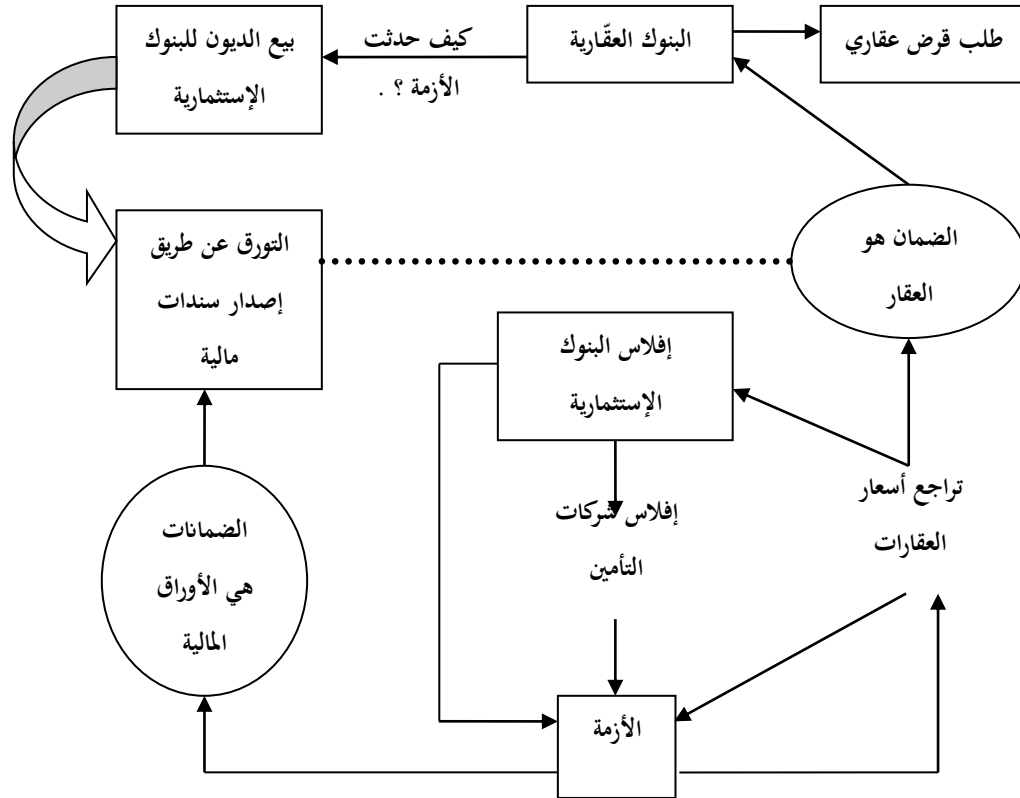 طلب قرض عقاري
البنوك العقّارية
كيف حدثت
الأزمة ؟ .
بيع الديون للبنوك
الإستثمارية
الضمان هو
العقار
التورق عن طريق
إصدار سندات
مالية
إفلاس البنوك
الإستثمارية
تراجع أسعار
العقارات
إفلاس شركات
التأمين
الضمانات
هي الأوراق
المالية
الأزمة